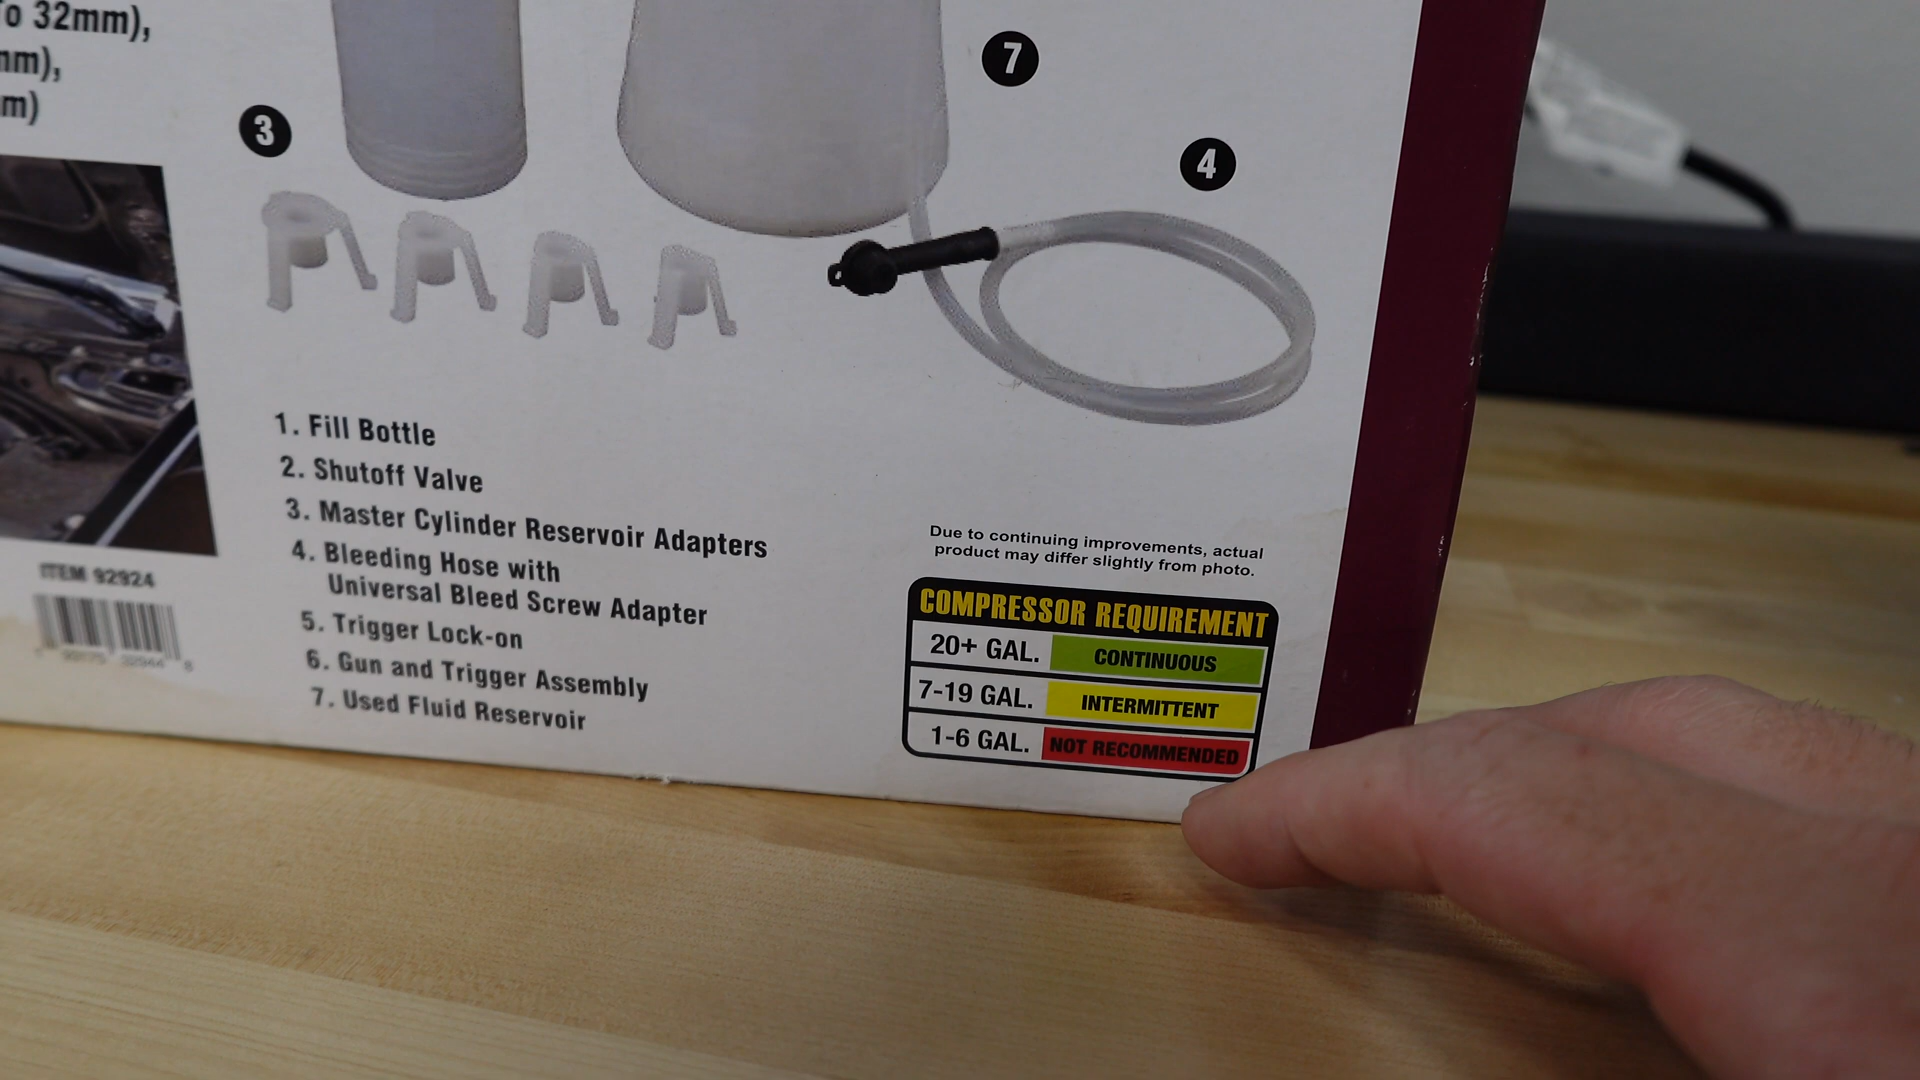 o 32mm),
mm),
m)
7
3
4
1. Fill Bottle
2. Shutoff Valve
3. Master Cylinder Reservoir Adapters
4. Bleeding Hose with
Universal Bleed Screw Adapter
5. Trigger Lock-on
6. Gun and Trigger Assembly
7. Used Fluid Reservoir
ITEM 92924
Due to continuing improvements, actual
product may differ slightly from photo.
COMPRESSOR REQUIREMENT
20+ GAL. CONTINUOUS
7-19 GAL. INTERMITTENT
1-6 GAL. NOT RECOMMENDED